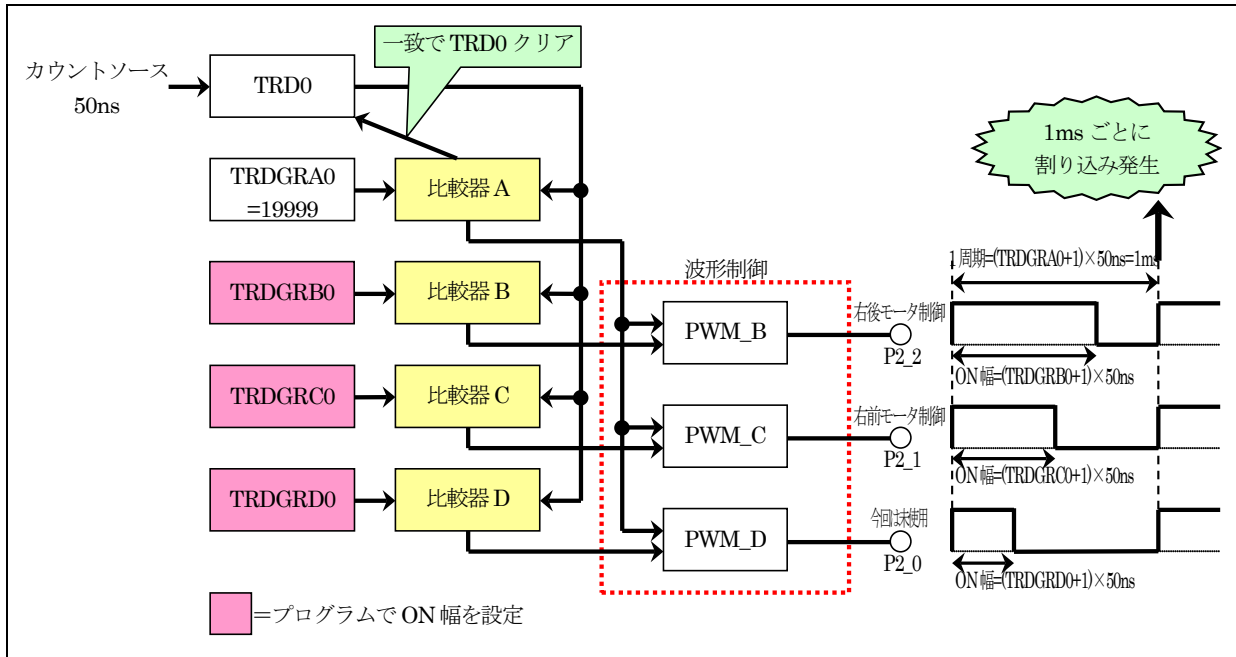 一致で TRD0 クリア
カウントソース
50ns
TRD0
1ms ごとに
割り込み発生
TRDGRA0
=19999
比較器 A
1 周期=(TRDGRA0+1)×50ns=1ms
波形制御
TRDGRB0
比較器 B
PWM_B
右後モータ制御
P2_2
ON 幅=(TRDGRB0+1)×50ns
TRDGRC0
比較器 C
PWM_C
右前モータ制御
P2_1
ON 幅=(TRDGRC0+1)×50ns
TRDGRD0
比較器 D
PWM_D
今回は未使用
P2_0
ON 幅=(TRDGRD0+1)×50ns
=プログラムで ON 幅を設定